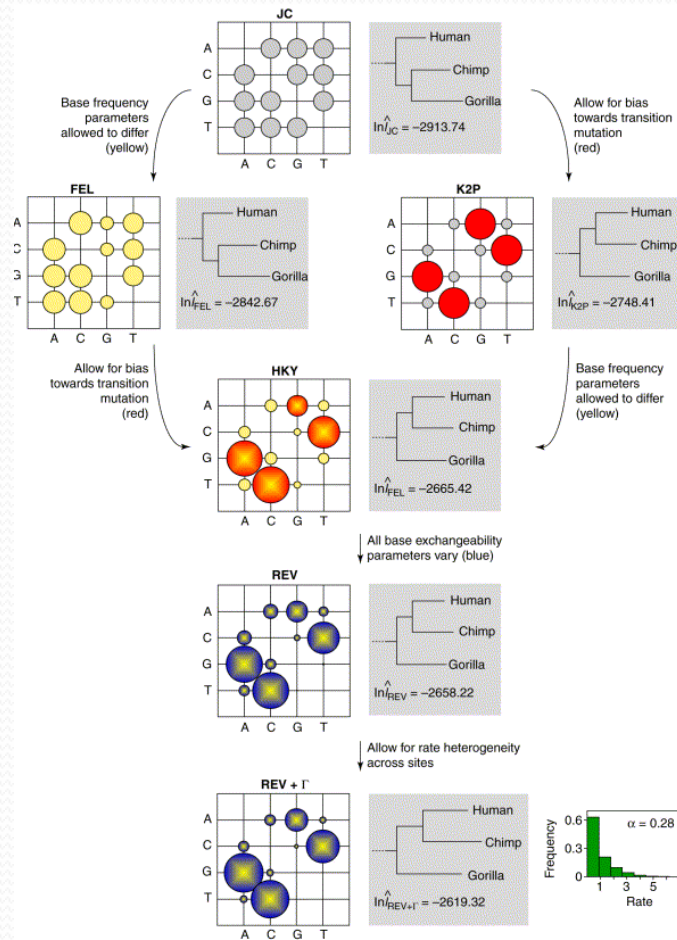 JC
A
C
G
T
A C G T
Human
Chimp
Gorilla
ln l̂JC = −2913.74
Base frequency
parameters
allowed to differ
(yellow)
Allow for bias
towards transition
mutation
(red)
FEL
A
C
G
T
A C G T
Human
Chimp
Gorilla
ln l̂FEL = −2842.67
K2P
A
C
G
T
A C G T
Human
Chimp
Gorilla
ln l̂K2P = −2748.41
Allow for bias
towards transition
mutation
(red)
Base frequency
parameters
allowed to differ
(yellow)
HKY
A
C
G
T
A C G T
Human
Chimp
Gorilla
ln l̂FEL = −2665.42
All base exchangeability
parameters vary (blue)
REV
A
C
G
T
A C G T
Human
Chimp
Gorilla
ln l̂REV = −2658.22
Allow for rate heterogeneity
across sites
REV + Γ
A
C
G
T
A C G T
Human
Chimp
Gorilla
ln l̂REV+Γ = −2619.32
Frequency
0.6
0.3
0
α = 0.28
1 3 5
Rate